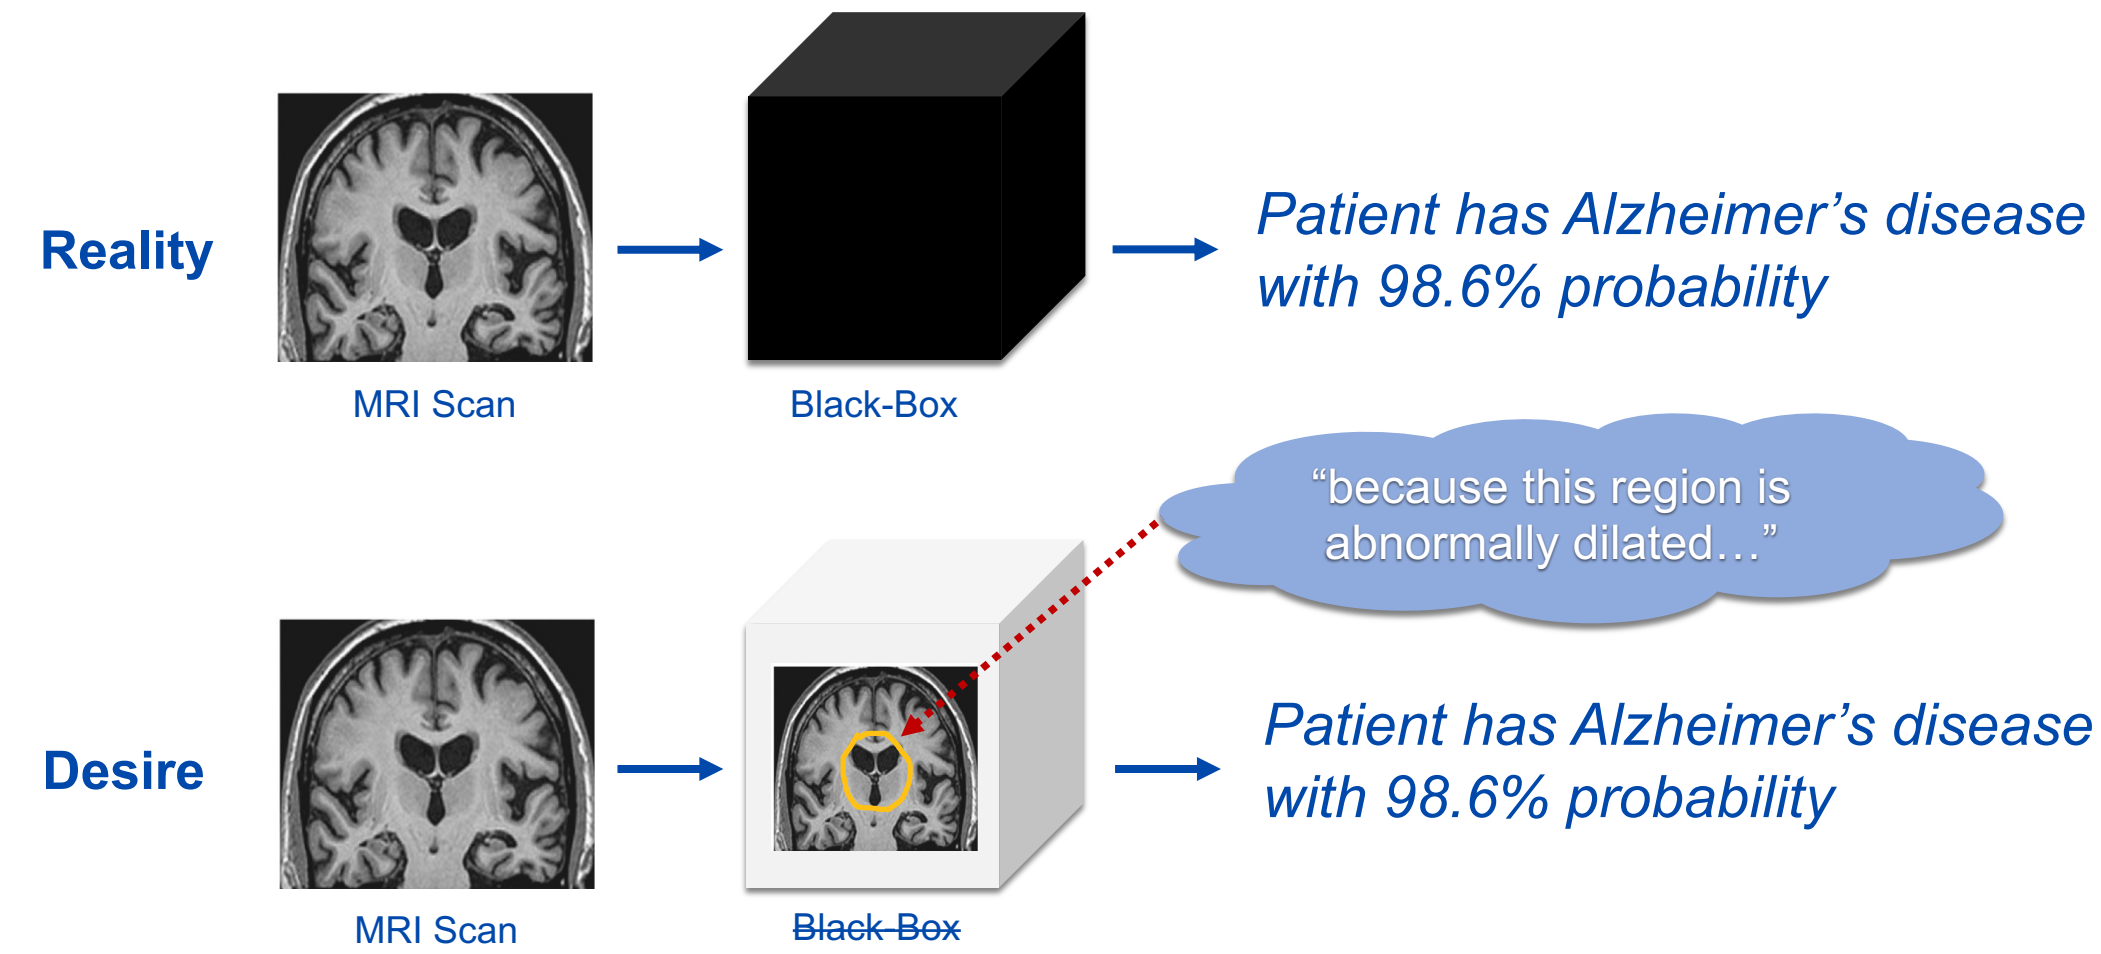 Reality
MRI Scan
Black-Box
Patient has Alzheimer’s disease
with 98.6% probability
“because this region is
abnormally dilated…”
Desire
MRI Scan
Black-Box
Patient has Alzheimer’s disease
with 98.6% probability